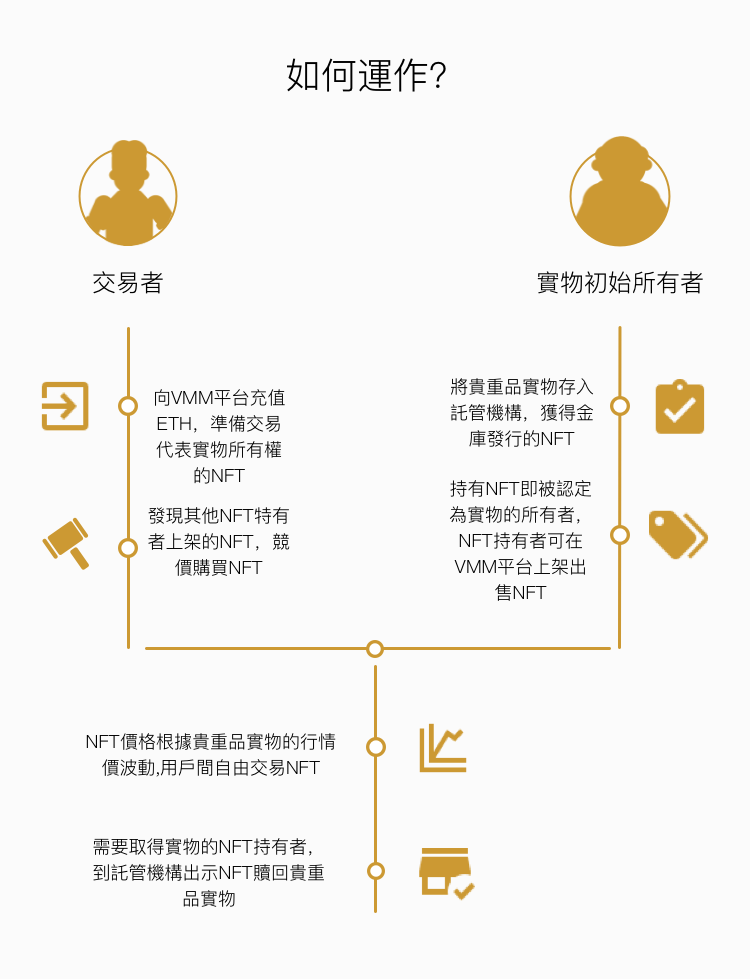 如何運作?
交易者
向VMM平台充值
ETH，準備交易
代表實物所有權
的NFT
發現其他NFT特有
者上架的NFT，競
價購買NFT
實物初始所有者
將貴重品實物存入
託管機構，獲得金
庫發行的NFT
持有NFT即被認定
為實物的所有者，
NFT持有者可在
VMM平台上架出
售NFT
NFT價格根據貴重品實物的行情
價波動,用戶間自由交易NFT
需要取得實物的NFT持有者，
到託管機構出示NFT贖回貴重
品實物